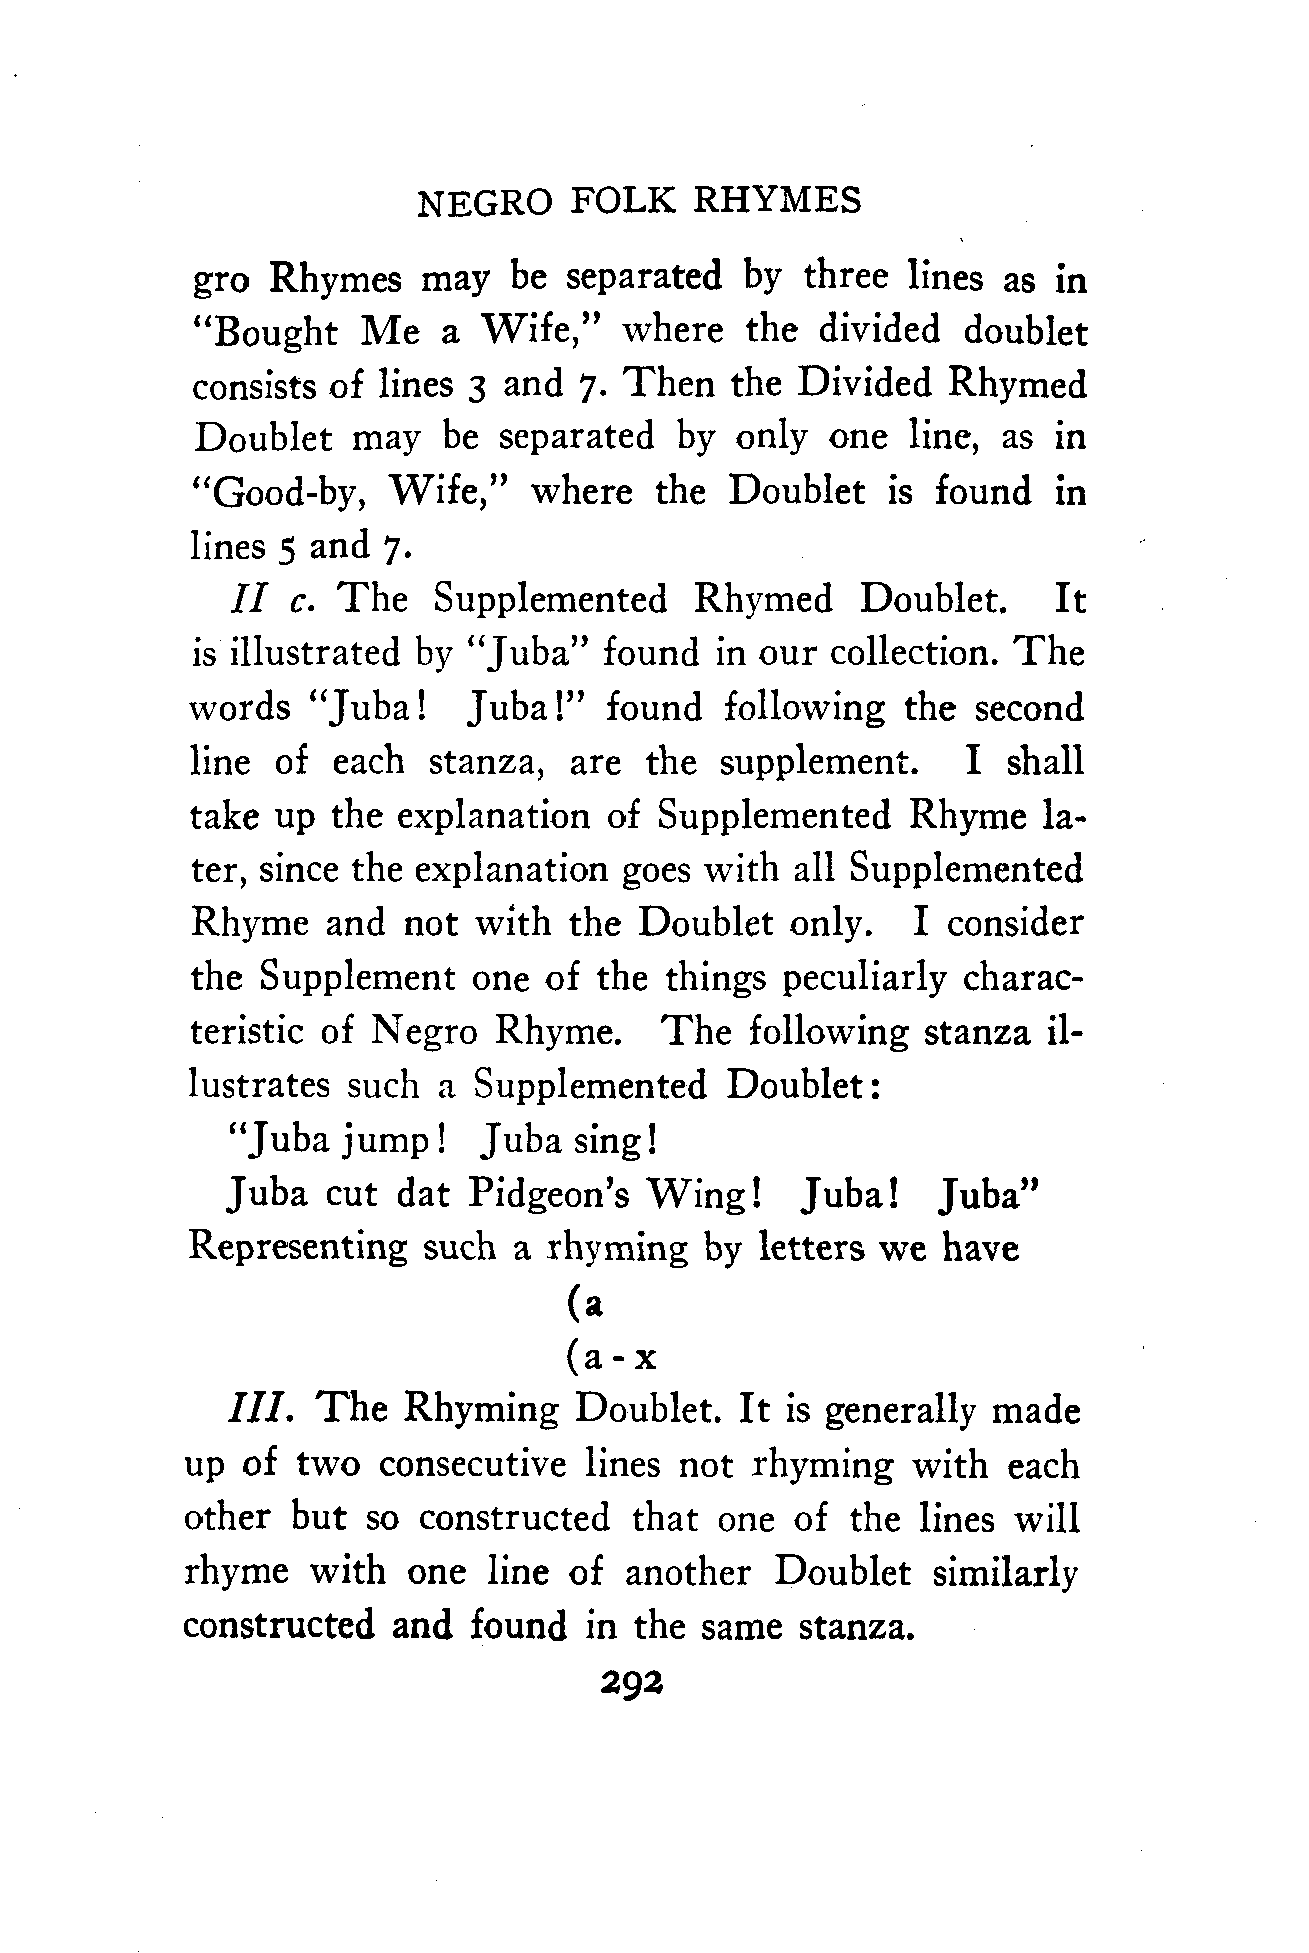 NEGRO FOLK RHYMES
gro Rhymes may be separated by three lines as in
"Bought Me a Wife," where the divided doublet
consists of lines 3 and 7. Then the Divided Rhymed
Doublet may be separated by only one line, as in
"Good-by, Wife," where the Doublet is found in
lines 5 and 7.
II c. The Supplemented Rhymed Doublet. It
is illustrated by "Juba" found in our collection. The
words "Juba! Juba!" found following the second
line of each stanza, are the supplement. I shall
take up the explanation of Supplemented Rhyme la-
ter, since the explanation goes with all Supplemented
Rhyme and not with the Doublet only. I consider
the Supplement one of the things peculiarly charac-
teristic of Negro Rhyme. The following stanza il-
lustrates such a Supplemented Doublet:
"Juba jump! Juba sing!
Juba cut dat Pidgeon's Wing! Juba! Juba"
Representing such a rhyming by letters we have
(a
(a - x
III. The Rhyming Doublet. It is generally made
up of two consecutive lines not rhyming with each
other but so constructed that one of the lines will
rhyme with one line of another Doublet similarly
constructed and found in the same stanza.
292